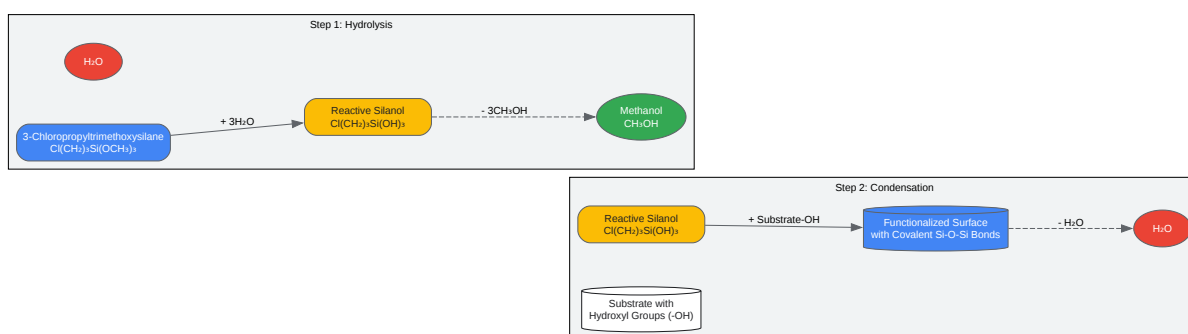 Step 1: Hydrolysis
H₂O
3-Chloropropyltrimethoxysilane
Cl(CH₂)₃Si(OCH₃)₃
+ 3H₂O
Reactive Silanol
Cl(CH₂)₃Si(OH)₃
- 3CH₃OH
Methanol
CH₃OH
Step 2: Condensation
Reactive Silanol
Cl(CH₂)₃Si(OH)₃
+ Substrate-OH
Functionalized Surface
with Covalent Si-O-Si Bonds
- H₂O
H₂O
Substrate with
Hydroxyl Groups (-OH)